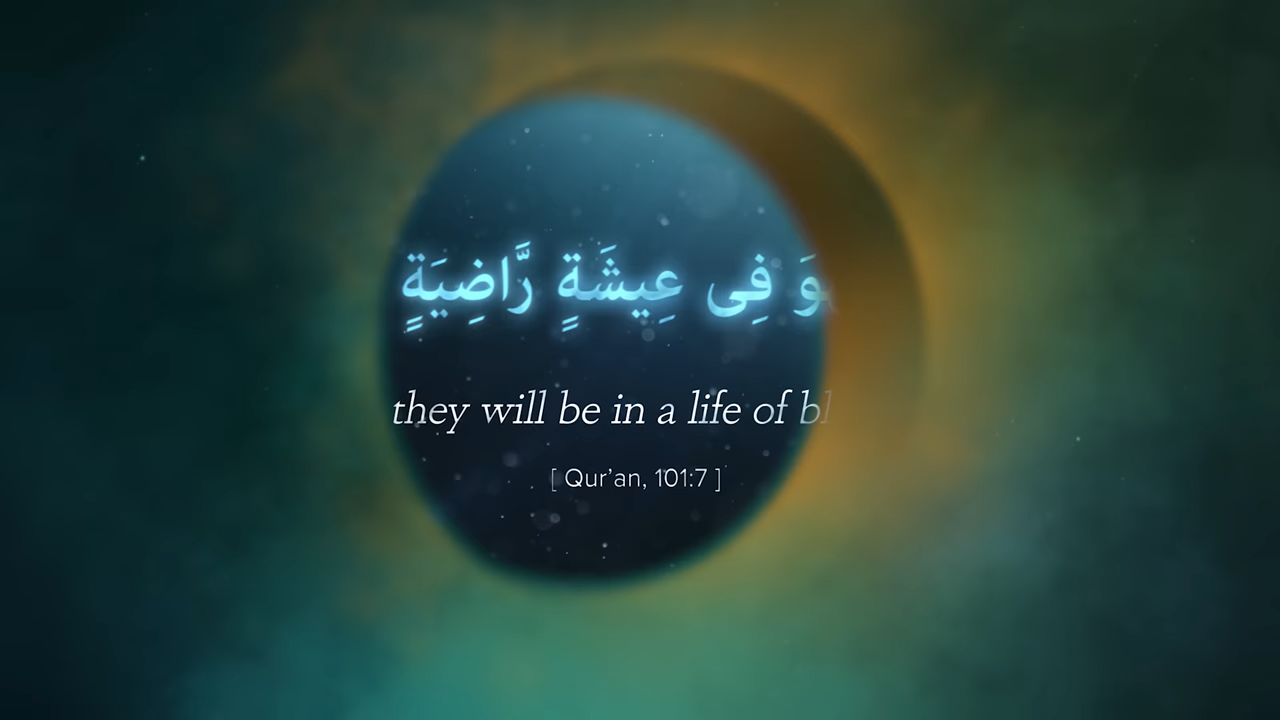 فِى عِيشَةٍ رَّاضِيَةٍ
they will be in a life of
[ Qur’an, 101:7 ]